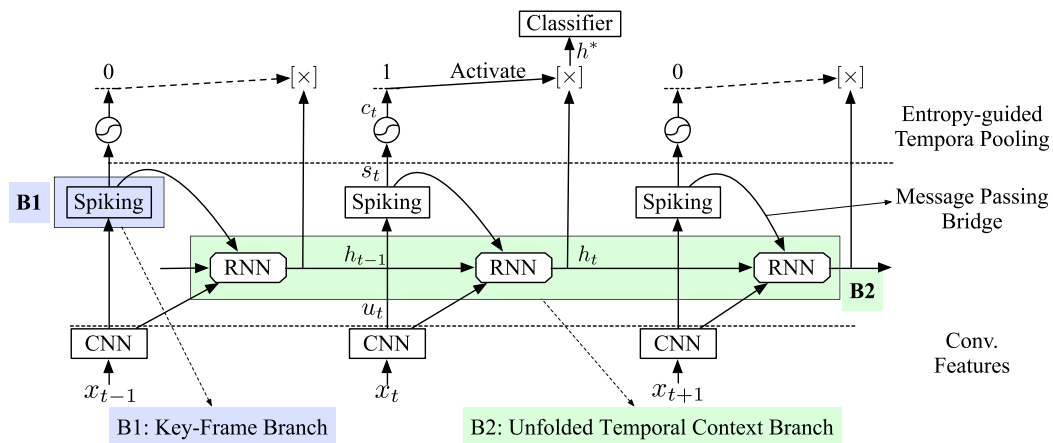 Classifier
h*
0 [×] 1 Activate [×] 0 [×]
c_t
Entropy-guided
Tempora Pooling
s_t
B1 Spiking Spiking Spiking
Message Passing
Bridge
h_{t−1} h_t
RNN RNN RNN
B2
u_t
CNN CNN CNN
Conv.
Features
x_{t−1} x_t x_{t+1}
B1: Key-Frame Branch B2: Unfolded Temporal Context Branch